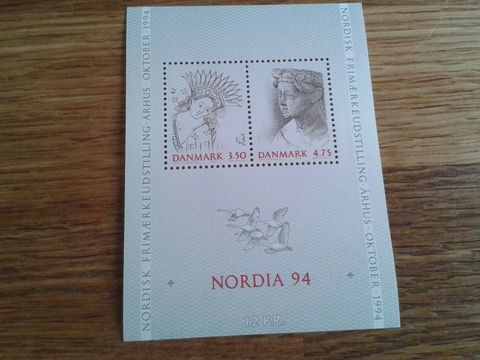 NORDISK FRIMÆRKEUDSTILLING ÅRHUS · OKTOBER 1994
DANMARK 3.50
DANMARK 4.75
NORDIA 94
12 KR.
NORDISK FRIMÆRKEUDSTILLING ÅRHUS · OKTOBER 1994